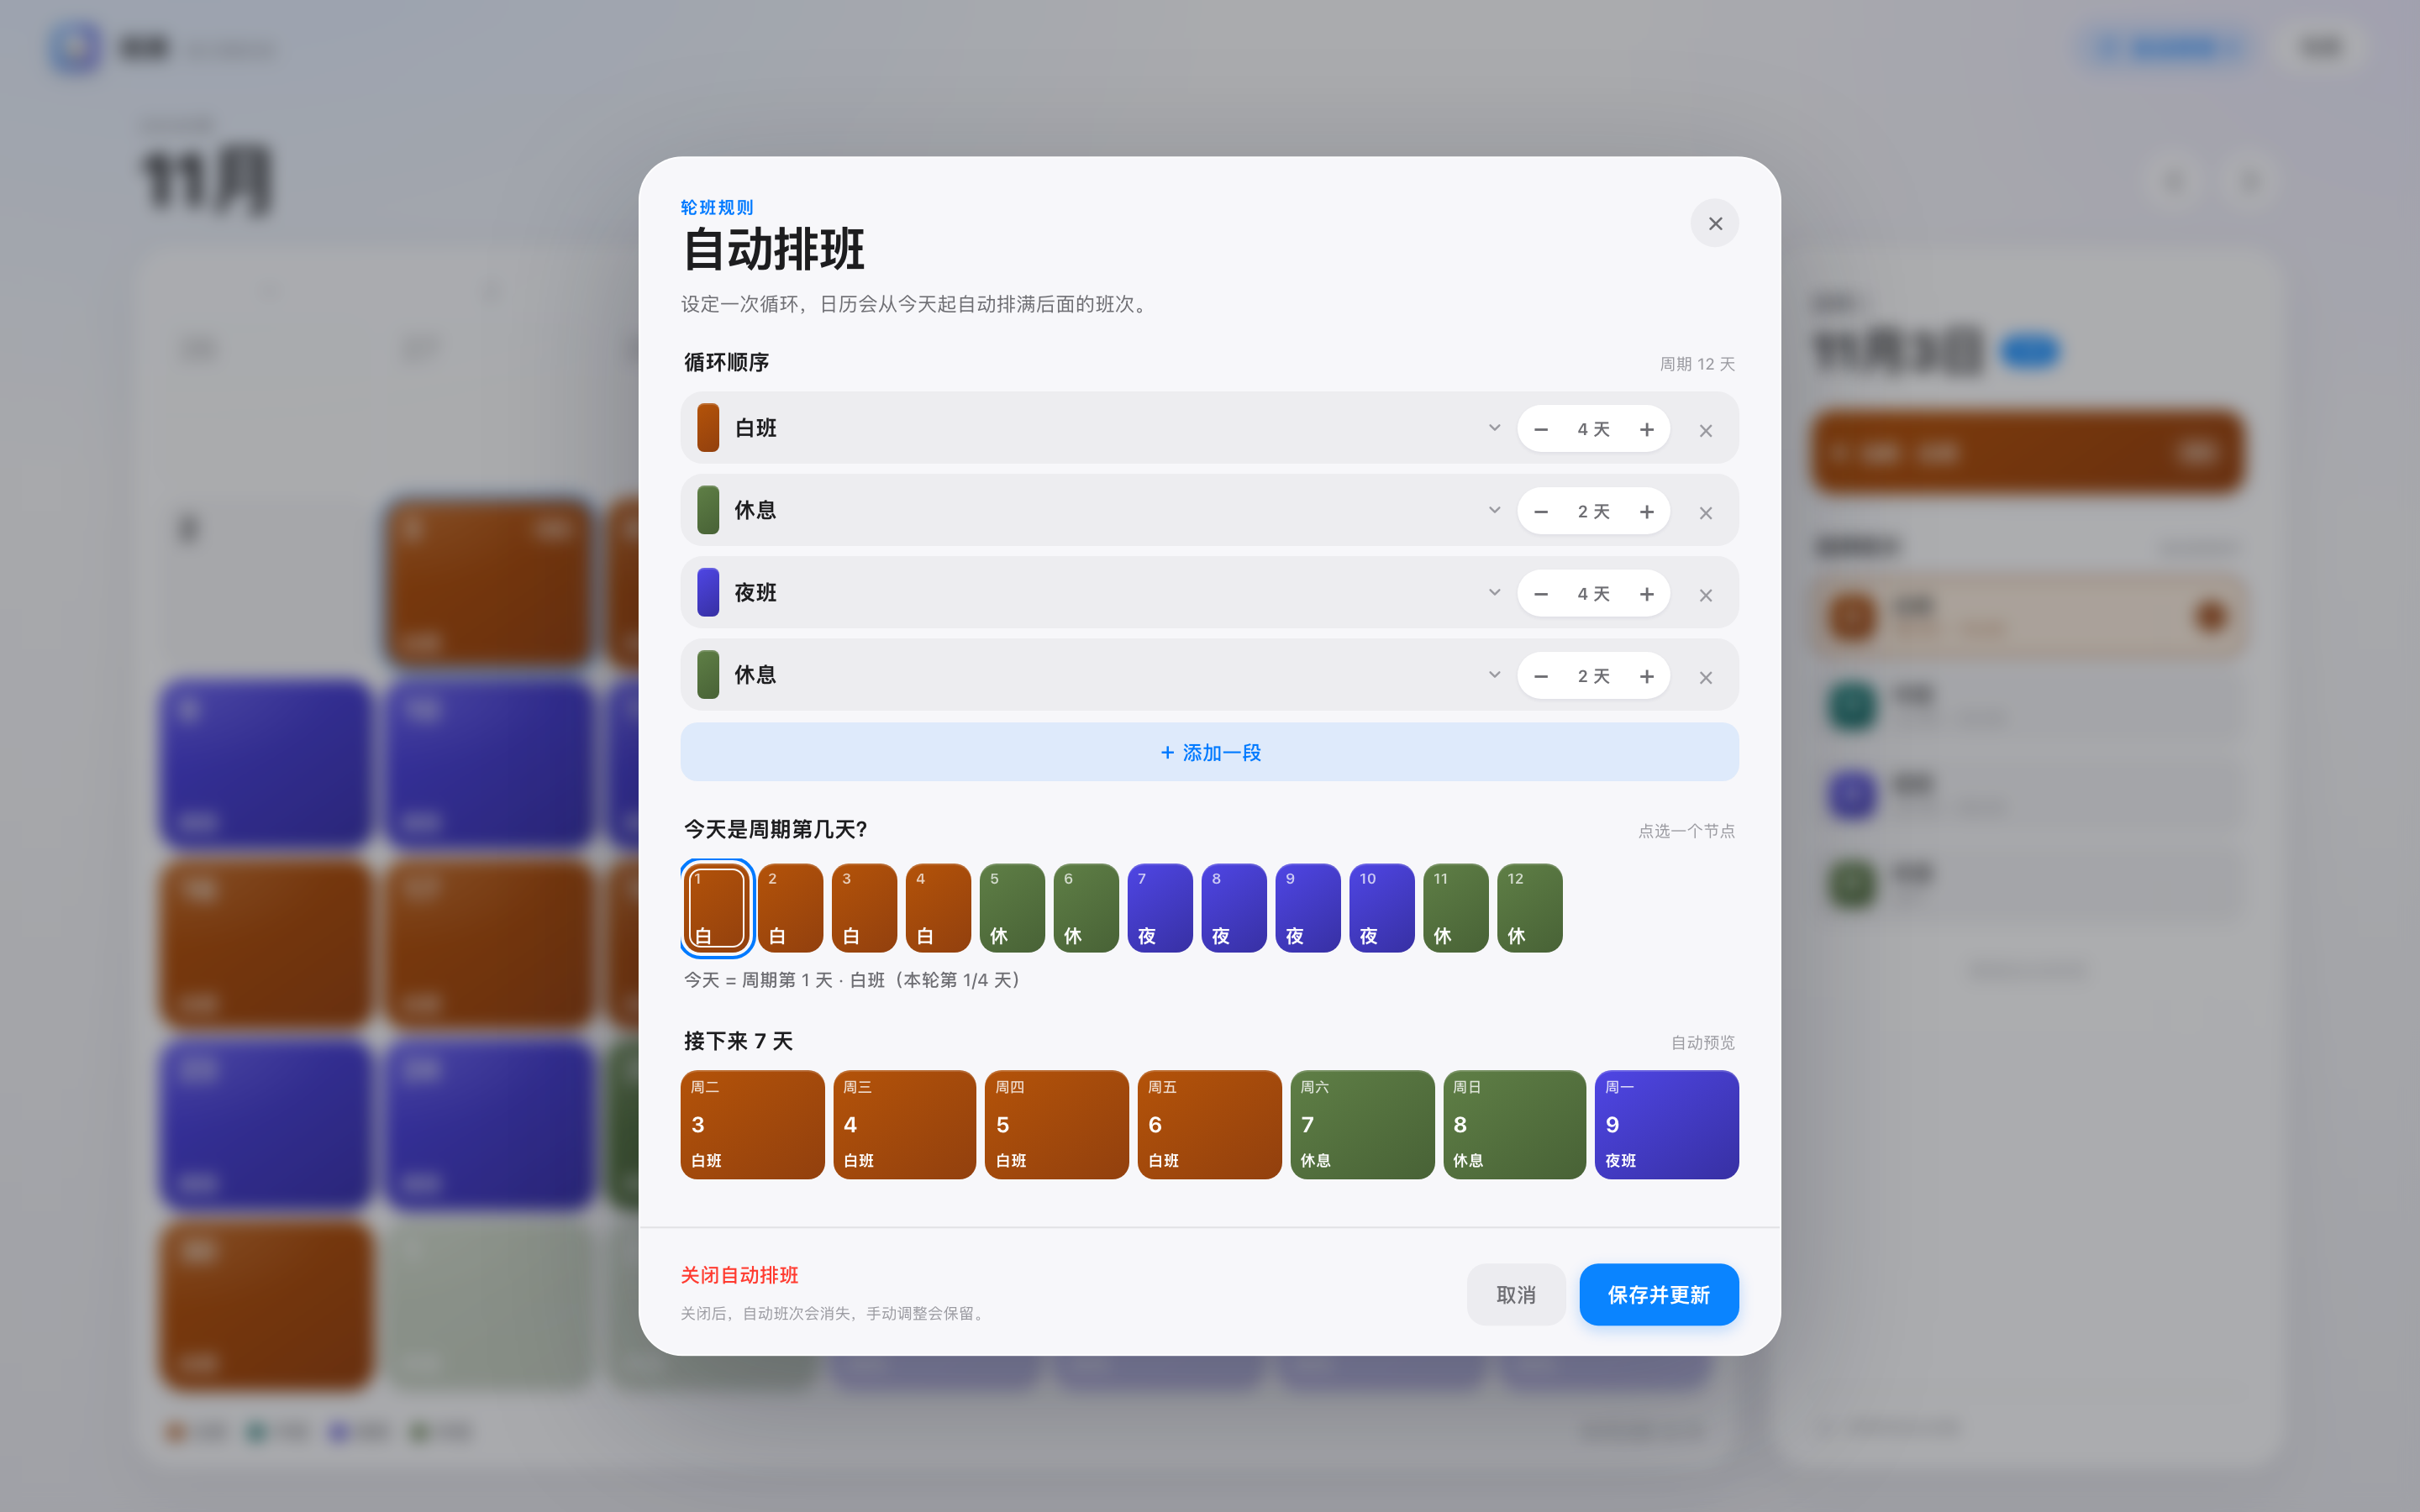 11月
轮班规则
自动排班
设定一次循环，日历会从今天起自动排满后面的班次。
循环顺序
周期 12 天
白班
4 天
休息
2 天
夜班
4 天
休息
2 天
+ 添加一段
今天是周期第几天?
点选一个节点
1 白
2 白
3 白
4 白
5 休
6 休
7 夜
8 夜
9 夜
10 夜
11 休
12 休
今天 = 周期第 1 天 · 白班（本轮第 1/4 天）
接下来 7 天
自动预览
周二 3 白班
周三 4 白班
周四 5 白班
周五 6 白班
周六 7 休息
周日 8 休息
周一 9 夜班
关闭自动排班
关闭后，自动班次会消失，手动调整会保留。
取消
保存并更新
11月3日